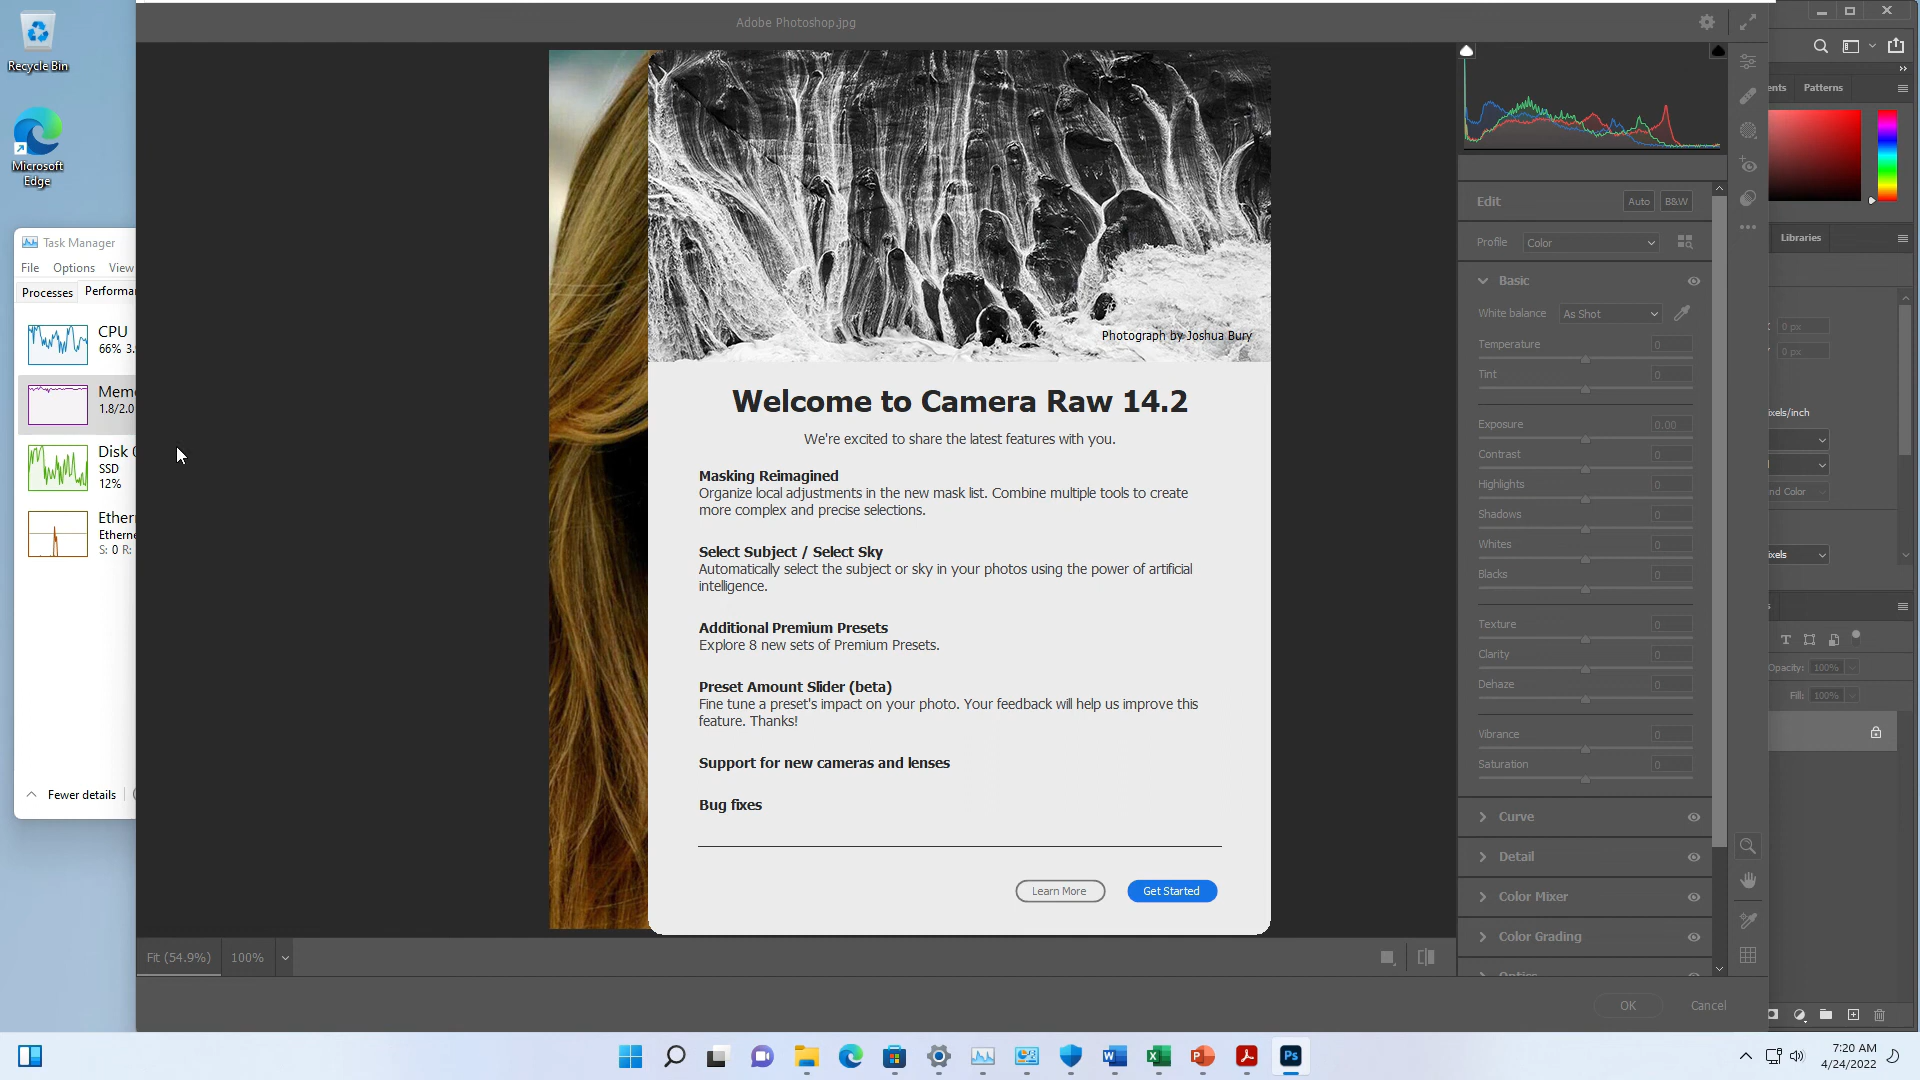 Adobe Photoshop.jpg
Recycle Bin
Microsoft
Edge
Task Manager
File Options View
Processes
CPU
66%
1.8/2.0
SSD
12%
S: 0 R:
Fewer details
Photograph by Joshua Bury
Welcome to Camera Raw 14.2
We're excited to share the latest features with you.
Masking Reimagined
Organize local adjustments in the new mask list. Combine multiple tools to create
more complex and precise selections.
Select Subject / Select Sky
Automatically select the subject or sky in your photos using the power of artificial
intelligence.
Additional Premium Presets
Explore 8 new sets of Premium Presets.
Preset Amount Slider (beta)
Fine tune a preset's impact on your photo. Your feedback will help us improve this
feature. Thanks!
Support for new cameras and lenses
Bug fixes
Learn More
Get Started
Fit (54.9%)
100%
Edit
Auto
B&W
Profile
Color
Basic
White balance
As Shot
Temperature 0
Tint 0
Exposure 0.00
Contrast 0
Highlights 0
Shadows 0
Whites 0
Blacks 0
Texture 0
Clarity 0
Dehaze 0
Vibrance 0
Saturation 0
Curve
Detail
Color Mixer
Color Grading
OK
Cancel
Patterns
Libraries
0 px
0 px
Opacity: 100%
Fill: 100%
Ps
7:20 AM
4/24/2022